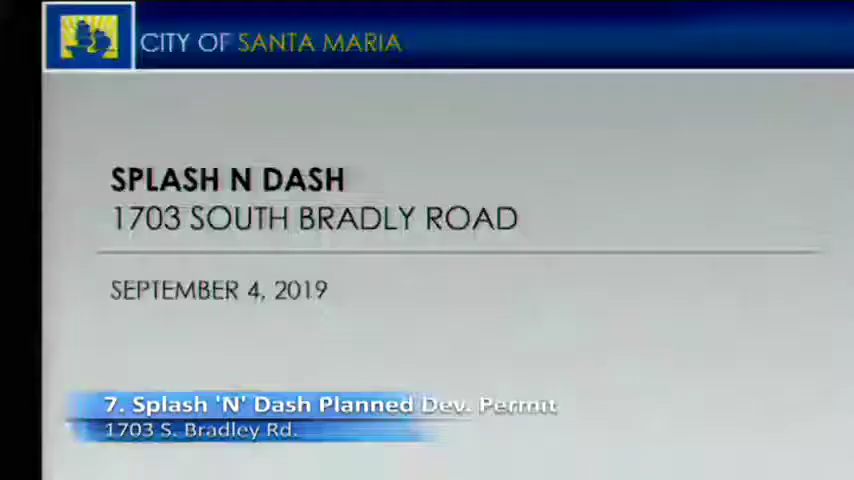 CITY OF SANTA MARIA
SPLASH N DASH
1703 SOUTH BRADLY ROAD
SEPTEMBER 4, 2019
7. Splash 'N' Dash Planned Dev. Permit
1703 S. Bradley Rd.